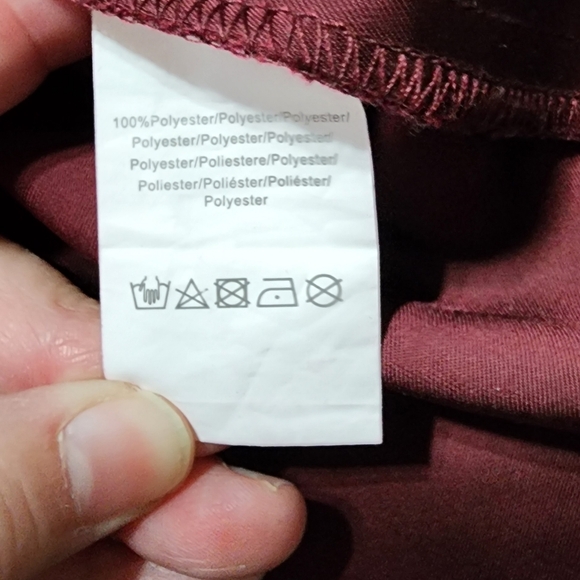 100%Polyester/Polyester/Polyester/
Polyester/Polyester/Polyester/
Polyester/Poliestere/Polyester/
Poliester/Poliéster/Poliéster/
Polyester